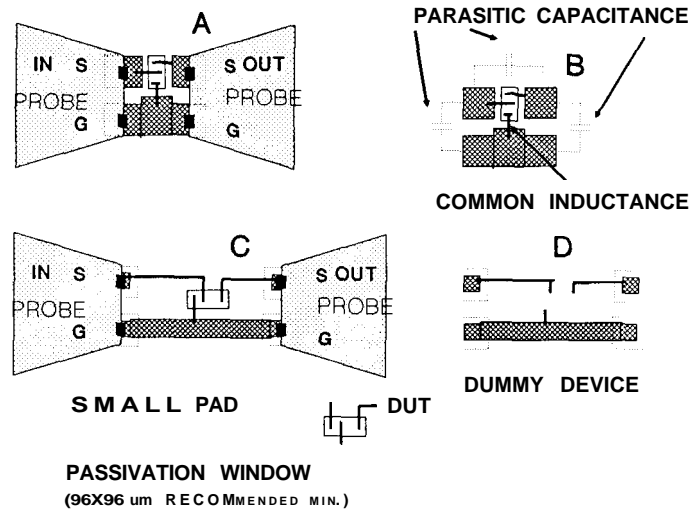 PARASITIC CAPACITANCE
A
IN S
S OUT
PROBE
PROBE
G
G
B
COMMON INDUCTANCE
C
IN S
S OUT
PROBE
PROBE
G
G
D
SMALL PAD
DUT
DUMMY DEVICE
PASSIVATION WINDOW
(96X96 um RECOMMENDED MIN.)